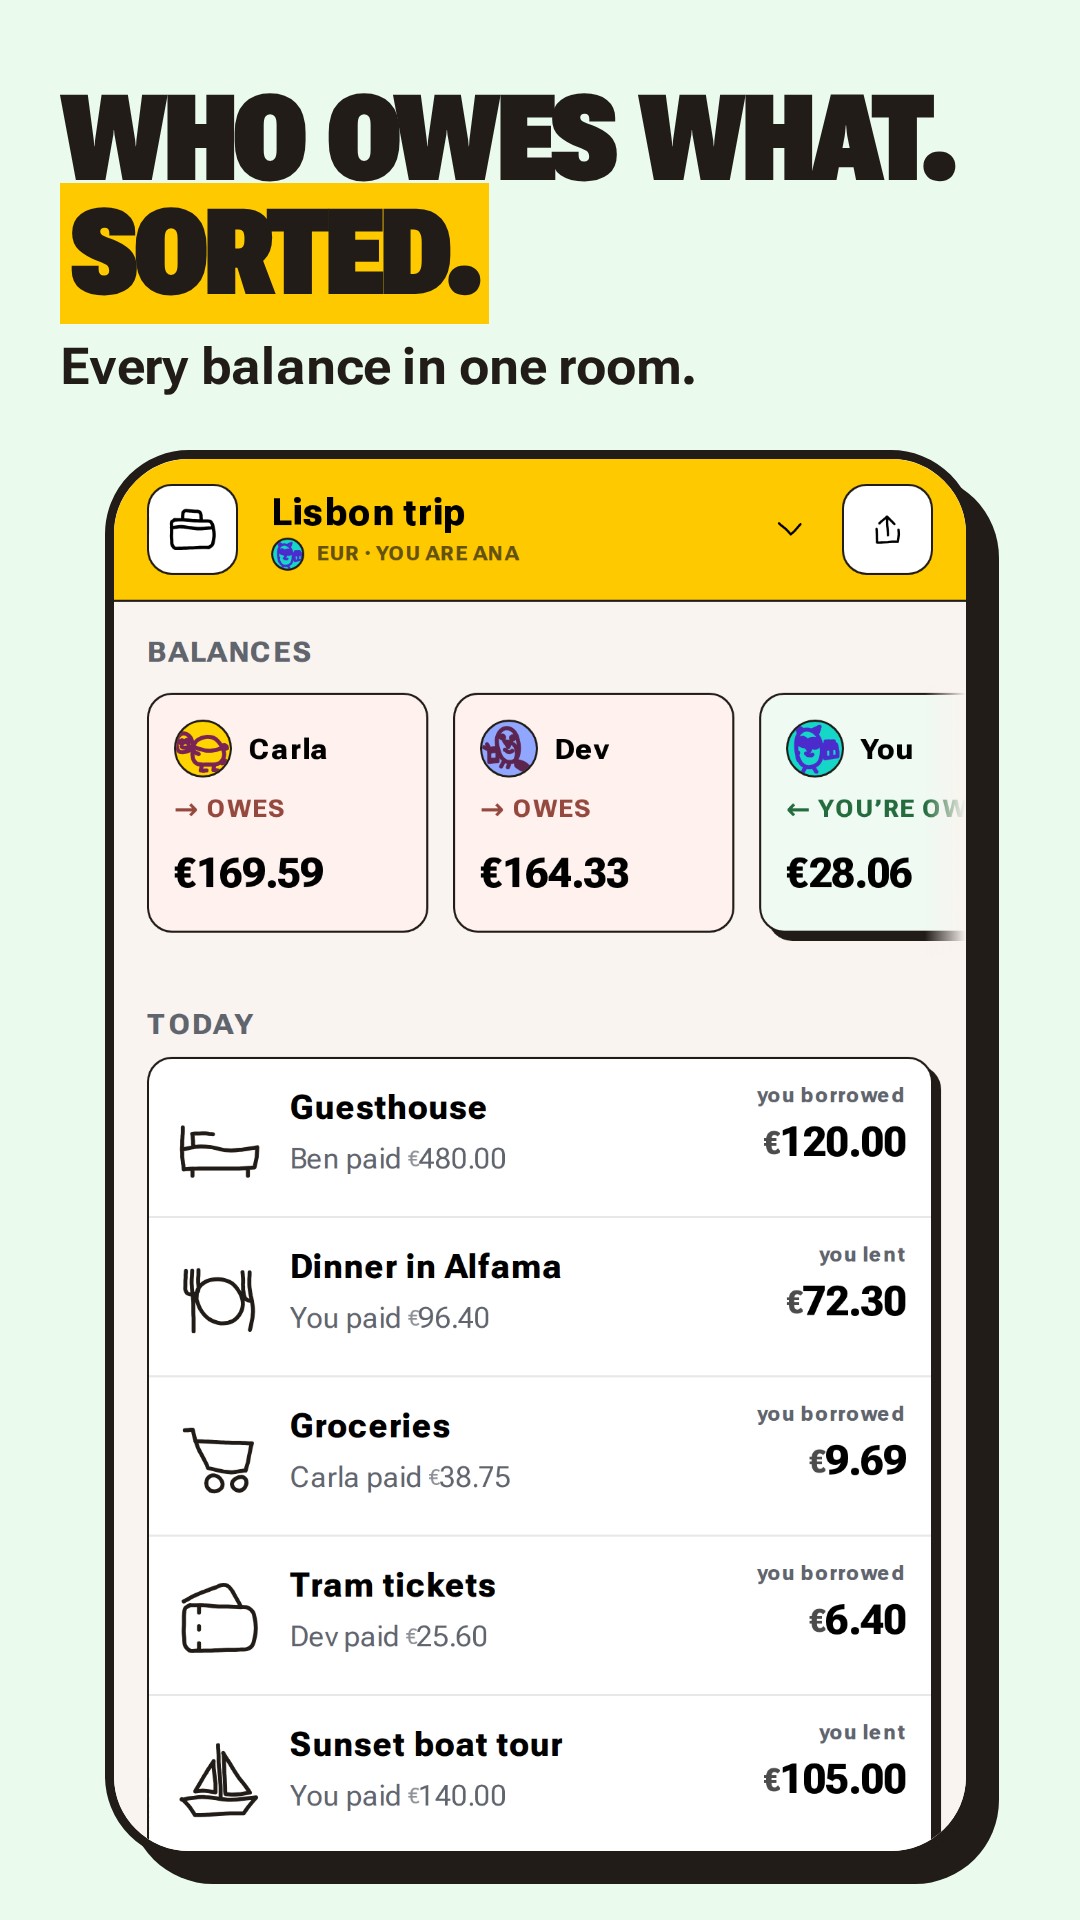 WHO OWES WHAT.
SORTED.
Every balance in one room.
Lisbon trip
EUR · YOU ARE ANA
BALANCES
Carla
→ OWES
€169.59
Dev
→ OWES
€164.33
You
← YOU’RE OW
€28.06
TODAY
Guesthouse
Ben paid €480.00
you borrowed
€120.00
Dinner in Alfama
You paid €96.40
you lent
€72.30
Groceries
Carla paid €38.75
you borrowed
€9.69
Tram tickets
Dev paid €25.60
you borrowed
€6.40
Sunset boat tour
You paid €140.00
you lent
€105.00